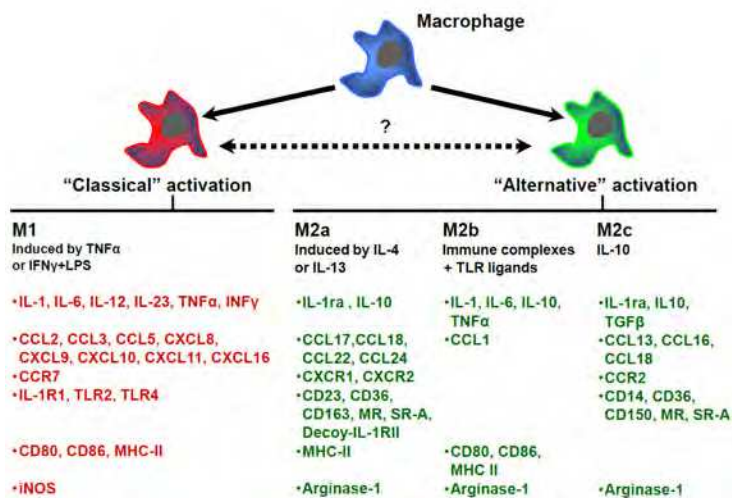 Macrophage
?
“Classical” activation
“Alternative” activation
M1
Induced by TNFα
or IFNγ+LPS
•IL-1, IL-6, IL-12, IL-23, TNFα, INFγ
•CCL2, CCL3, CCL5, CXCL8,
CXCL9, CXCL10, CXCL11, CXCL16
•CCR7
•IL-1R1, TLR2, TLR4
•CD80, CD86, MHC-II
•iNOS
M2a
Induced by IL-4
or IL-13
•IL-1ra , IL-10
•CCL17,CCL18,
CCL22, CCL24
•CXCR1, CXCR2
•CD23, CD36,
CD163, MR, SR-A,
Decoy-IL-1RII
•MHC-II
•Arginase-1
M2b
Immune complexes
+ TLR ligands
•IL-1, IL-6, IL-10,
TNFα
•CCL1
•CD80, CD86,
MHC II
•Arginase-1
M2c
IL-10
•IL-1ra, IL10,
TGFβ
•CCL13, CCL16,
CCL18
•CCR2
•CD14, CD36,
CD150, MR, SR-A
•Arginase-1